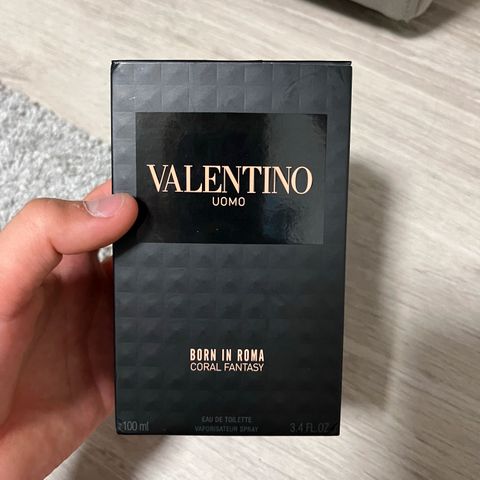 VALENTINO
UOMO
BORN IN ROMA
CORAL FANTASY
EAU DE TOILETTE
VAPORISATEUR SPRAY
℮100 ml 3.4 FL.OZ